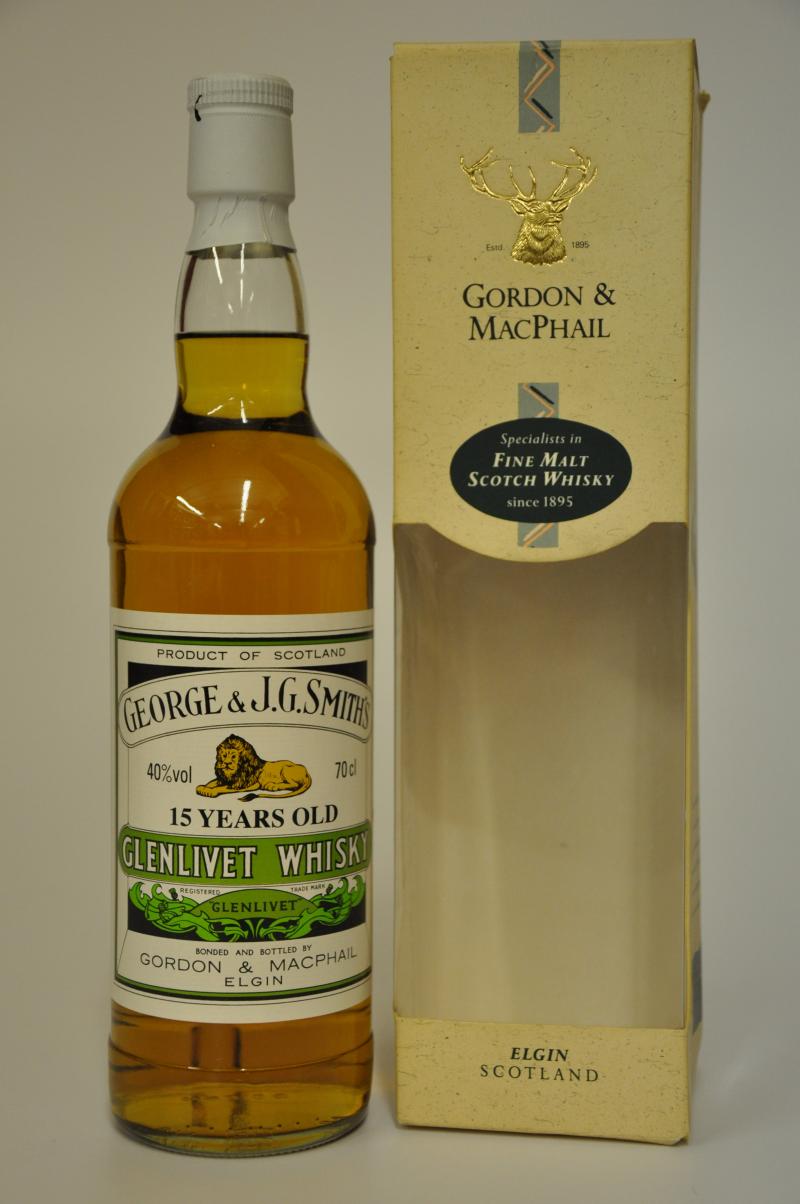 PRODUCT OF SCOTLAND
GEORGE & J.G. SMITH'S
40%vol 70cl
15 YEARS OLD
GLENLIVET WHISKY
REGISTERED TRADE MARK
GLENLIVET
BONDED AND BOTTLED BY
GORDON & MACPHAIL
ELGIN
Estd. 1895
GORDON &
MACPHAIL
Specialists in
FINE MALT
SCOTCH WHISKY
since 1895
ELGIN
SCOTLAND